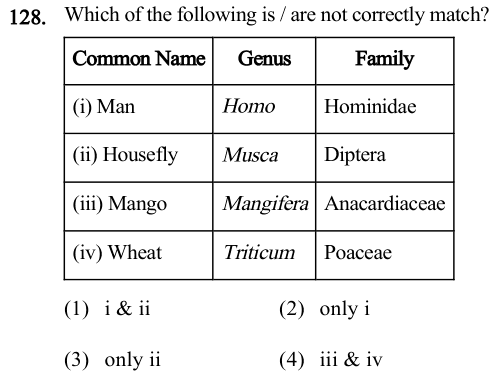 128. Which of the following is / are not correctly match?
Common Name Genus Family
(i) Man Homo Hominidae
(ii) Housefly Musca Diptera
(iii) Mango Mangifera Anacardiaceae
(iv) Wheat Triticum Poaceae
(1) i & ii (2) only i
(3) only ii (4) iii & iv